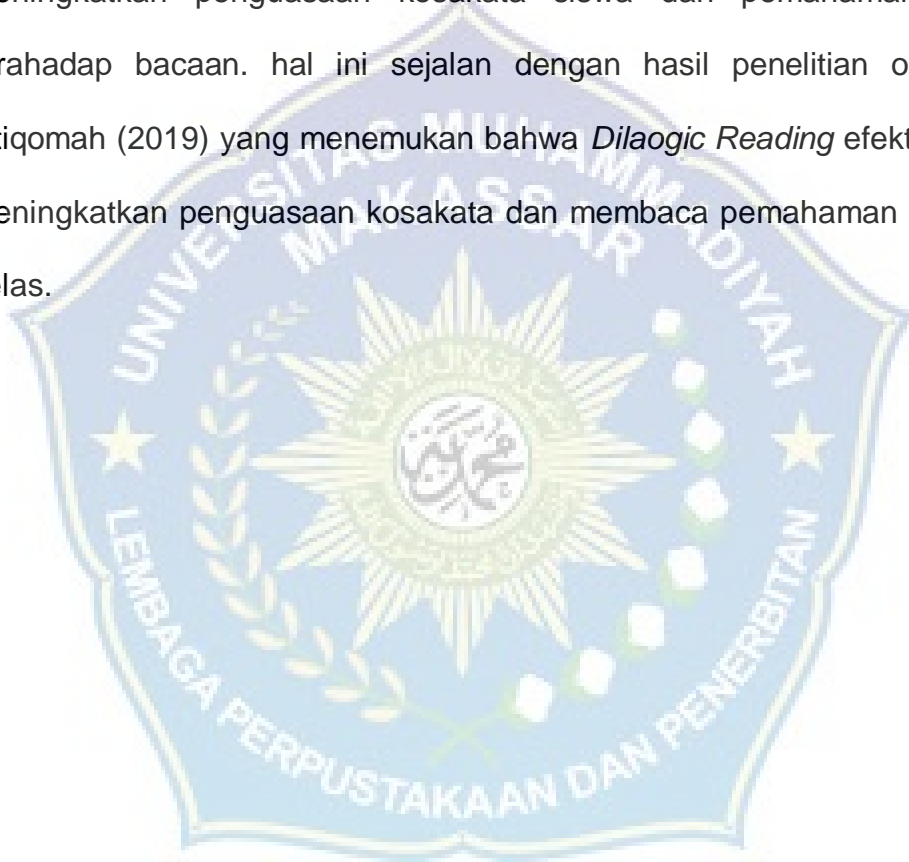 eningkatkan penguasaan kosakata siswa dan pemahaman
rahadap bacaan. hal ini sejalan dengan hasil penelitian o
tiqomah (2019) yang menemukan bahwa Dilaogic Reading efekt
eningkatkan penguasaan kosakata dan membaca pemahaman
elas.
UNIVERSITAS MUHAMMADIYAH
MAKASSAR
LEMBAGA PERPUSTAKAAN DAN PENERBITAN